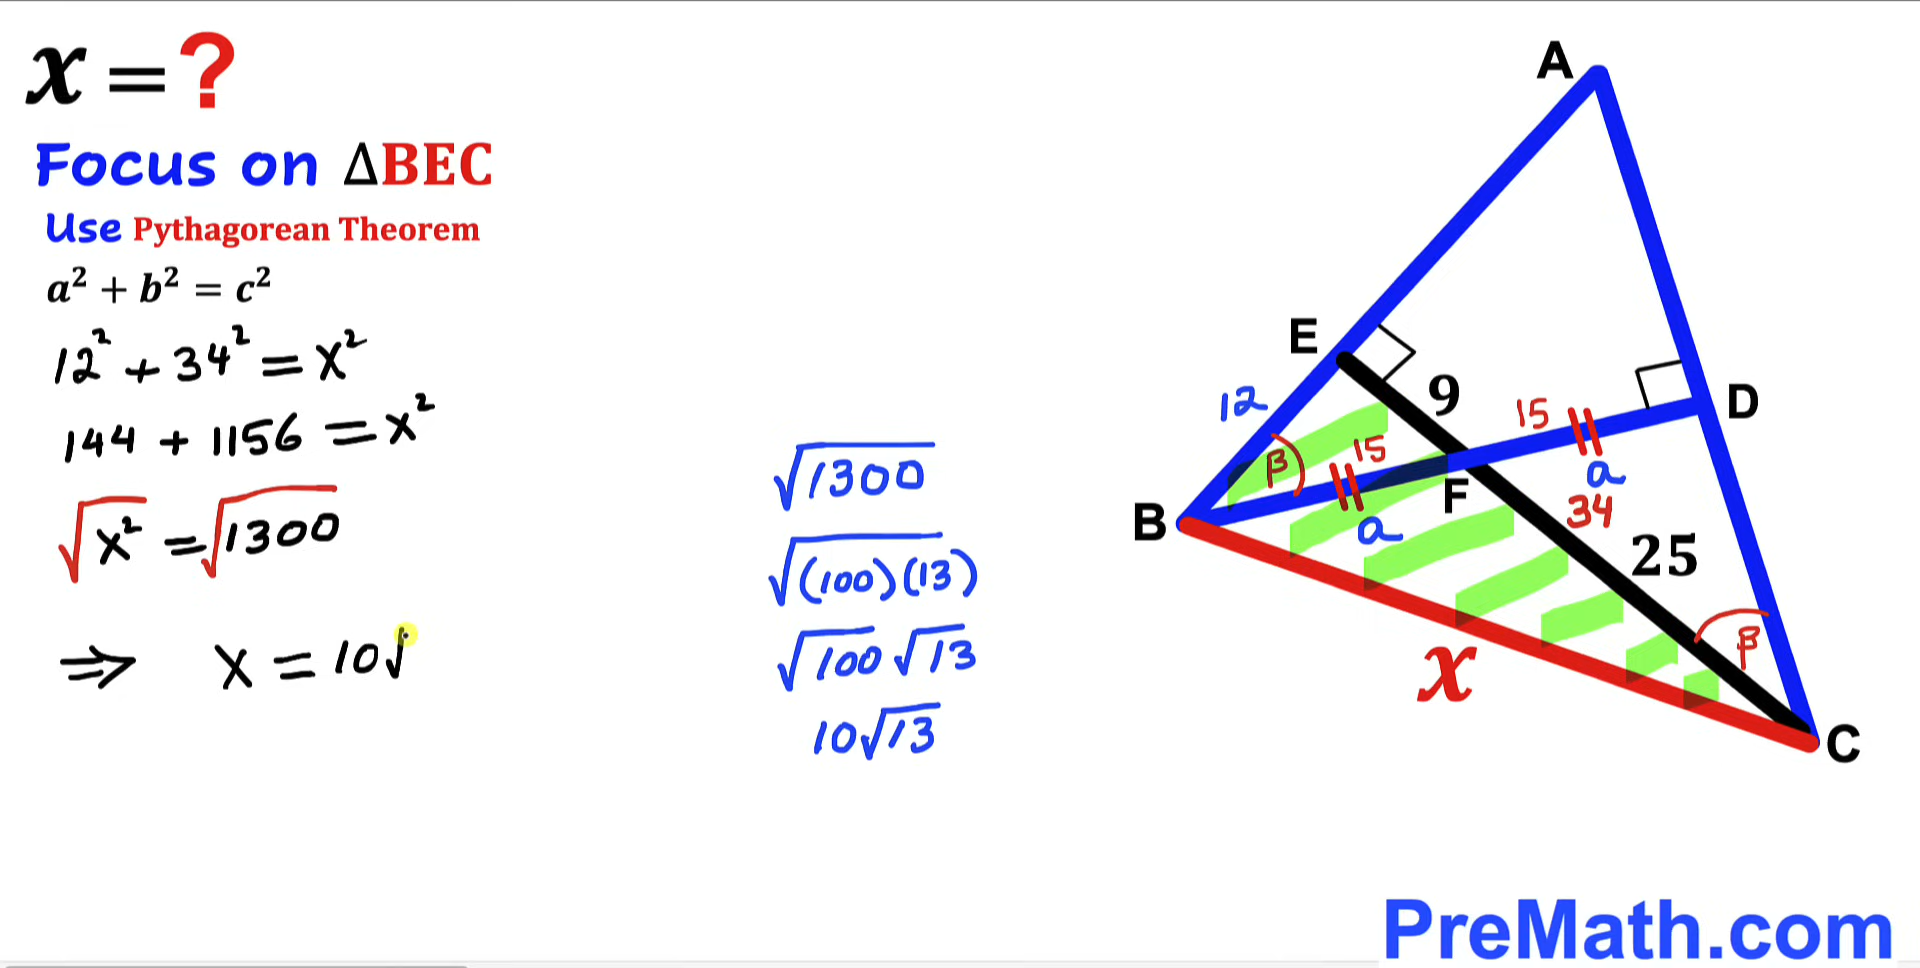 x = ?
Focus on ΔBEC
Use Pythagorean Theorem
a² + b² = c²
12² + 34² = x²
144 + 1156 = x²
√x² = √1300
⇒ x = 10√
√1300
√(100)(13)
√100 √13
10√13
A
E
9
D
12
15
15
β
a
B
F
a
34
25
x
β
C
PreMath.com